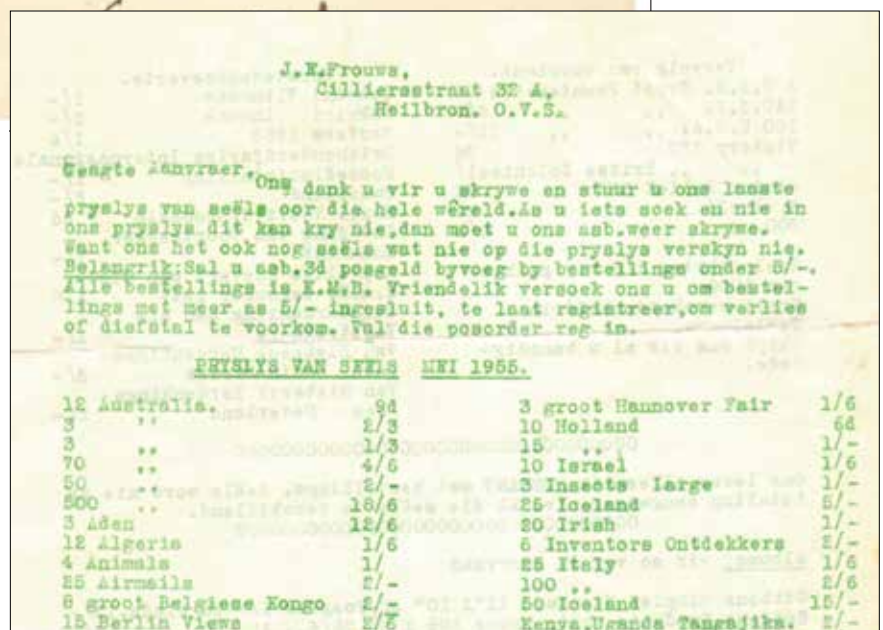 J.E.Frouws,
Cilliersstraat 32 A,
Heilbron. O.V.S.
Geagte Aanvraer,
Ons dank u vir u skrywe en stuur u ons laaste
pryslys van seëls oor die hele wêreld.As u iets soek en nie in
ons pryslys dit kan kry nie,dan moet u ons asb.weer skrywe.
Want ons het ook nog seëls wat nie op die pryslys verskyn nie.
Belangrik:Sal u asb.3d posgeld byvoeg by bestellings onder 5/-.
Alle bestellings is K.M.B. Vriendelik versoek ons u om bestel-
lings met meer as 5/- ingesluit, te laat registreer,om verlies
of diefstal te voorkom. Vul die posorder reg in.
PRYSLYS VAN SEELS MEI 1955.
12 Australia. 9d
3 ,, 2/3
3 ,, 1/3
70 ,, 4/6
50 ,, 2/-
500 ,,
3 Aden 12/6
12 Algeria 1/6
4 Animals 1/
25 Airmails 2/-
6 groot Belgiese Kongo 2/-
15 Berlin Views 2/6
3 groot Hannover Fair 1/6
10 Holland 6d
15 ,, 1/-
10 Israel 1/6
3 Insects large 1/-
25 Iceland 5/-
20 Irish 1/-
6 Inventors Ontdekkers 2/-
25 Italy 1/6
100 ,, 2/6
50 Iceland 15/-
Kenya.Uganda Tangajika. 2/-